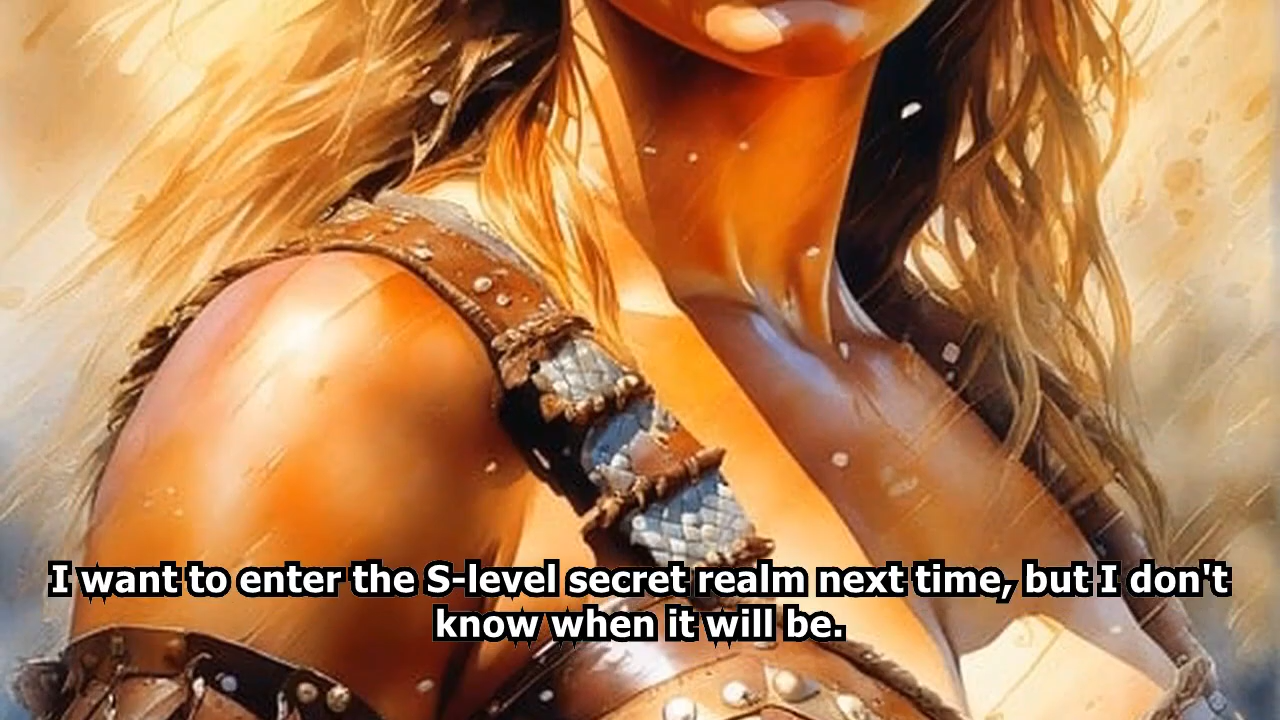 I want to enter the S-level secret realm next time, but I don't
know when it will be.